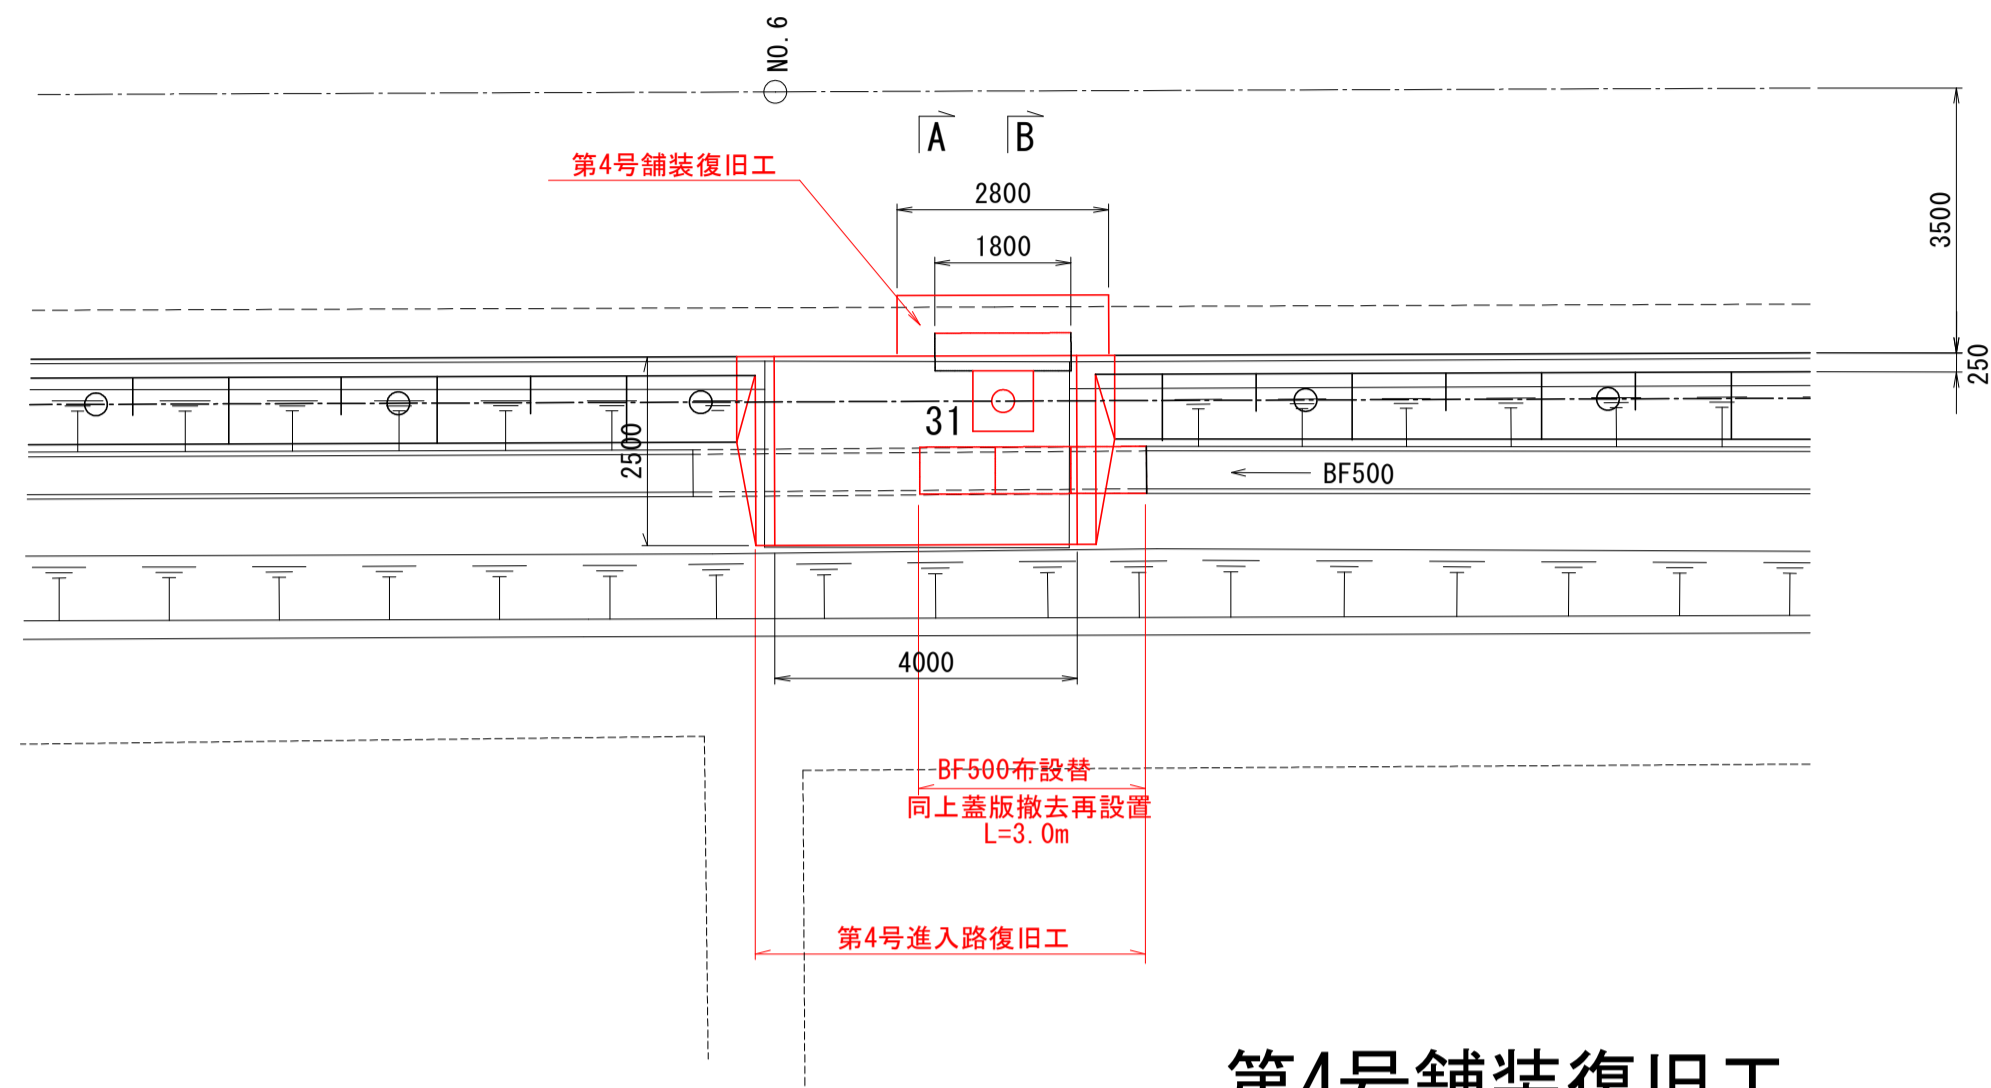 NO. 6
A
B
第4号舗装復旧工
2800
3500
1800
250
31
2500
BF500
4000
BF500布設替
同上蓋版撤去再設置
L=3. 0m
第4号進入路復旧工
第4号舗装復旧工